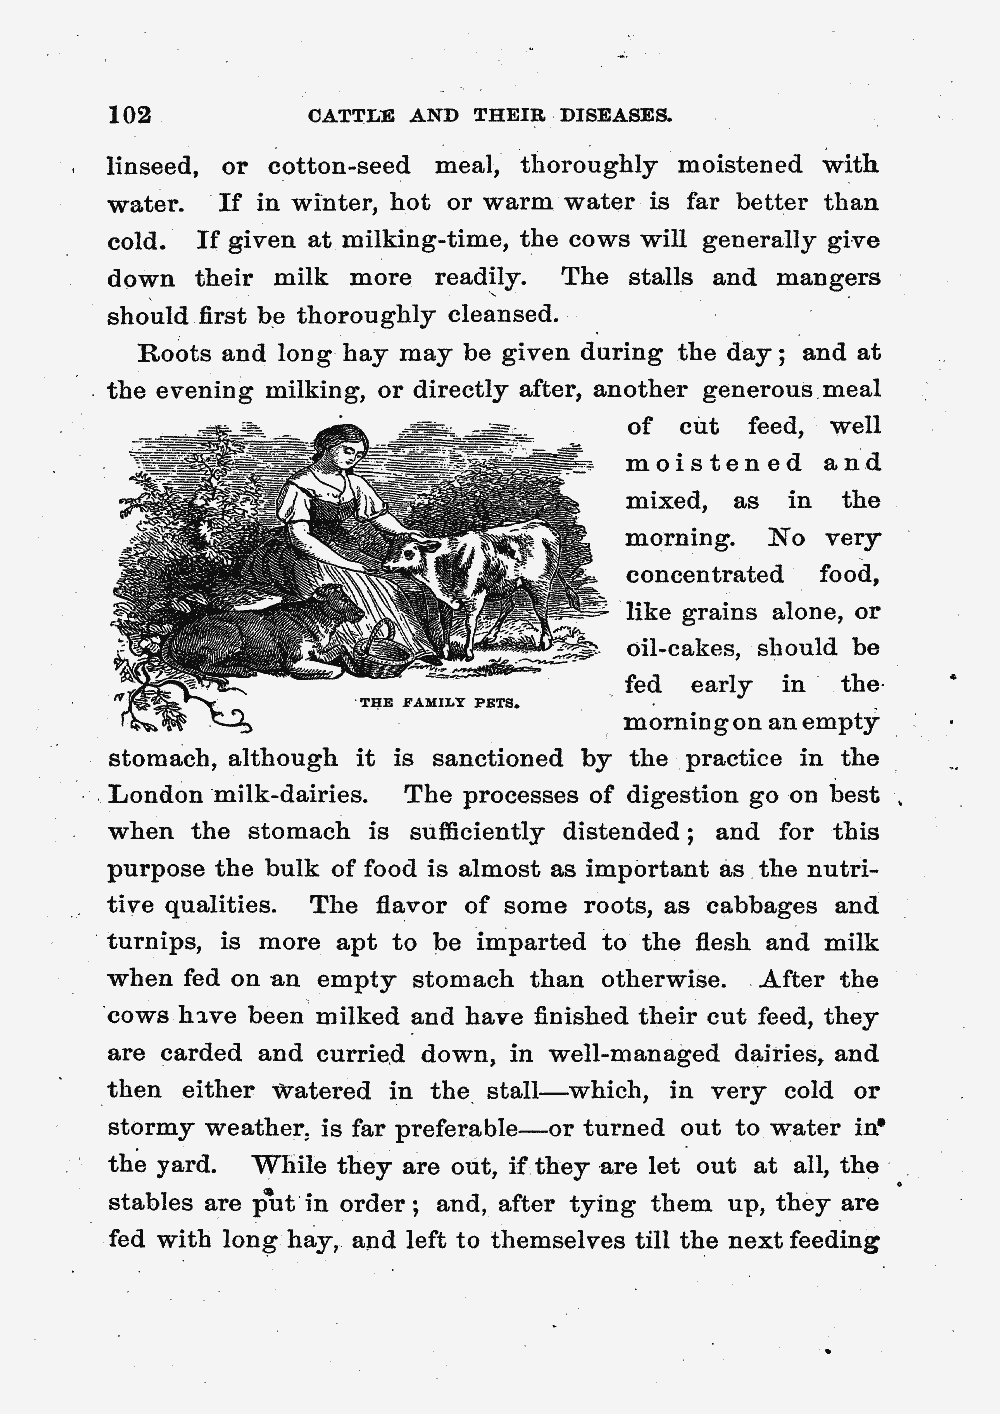 102 CATTLE AND THEIR DISEASES.
linseed, or cotton-seed meal, thoroughly moistened with
water. If in winter, hot or warm water is far better than
cold. If given at milking-time, the cows will generally give
down their milk more readily. The stalls and mangers
should first be thoroughly cleansed.
Roots and long hay may be given during the day; and at
the evening milking, or directly after, another generous meal
of cut feed, well
moistened and
mixed, as in the
morning. No very
concentrated food,
like grains alone, or
oil-cakes, should be
fed early in the
morning on an empty
THE FAMILY PETS.
stomach, although it is sanctioned by the practice in the
London milk-dairies. The processes of digestion go on best
when the stomach is sufficiently distended; and for this
purpose the bulk of food is almost as important as the nutri-
tive qualities. The flavor of some roots, as cabbages and
turnips, is more apt to be imparted to the flesh and milk
when fed on an empty stomach than otherwise. After the
cows have been milked and have finished their cut feed, they
are carded and curried down, in well-managed dairies, and
then either watered in the stall—which, in very cold or
stormy weather, is far preferable—or turned out to water in
the yard. While they are out, if they are let out at all, the
stables are put in order; and, after tying them up, they are
fed with long hay, and left to themselves till the next feeding